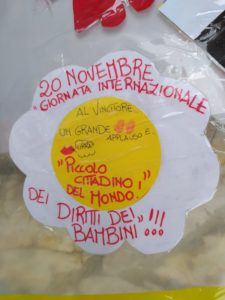 20 NOVEMBRE
"GIORNATA INTERNAZIONALE
AL VINCITORE
UN GRANDE
APPLAUSO E
"PICCOLO
CITTADINO
DEL MONDO"
DEI DIRITTI DEI
BAMBINI"!!!